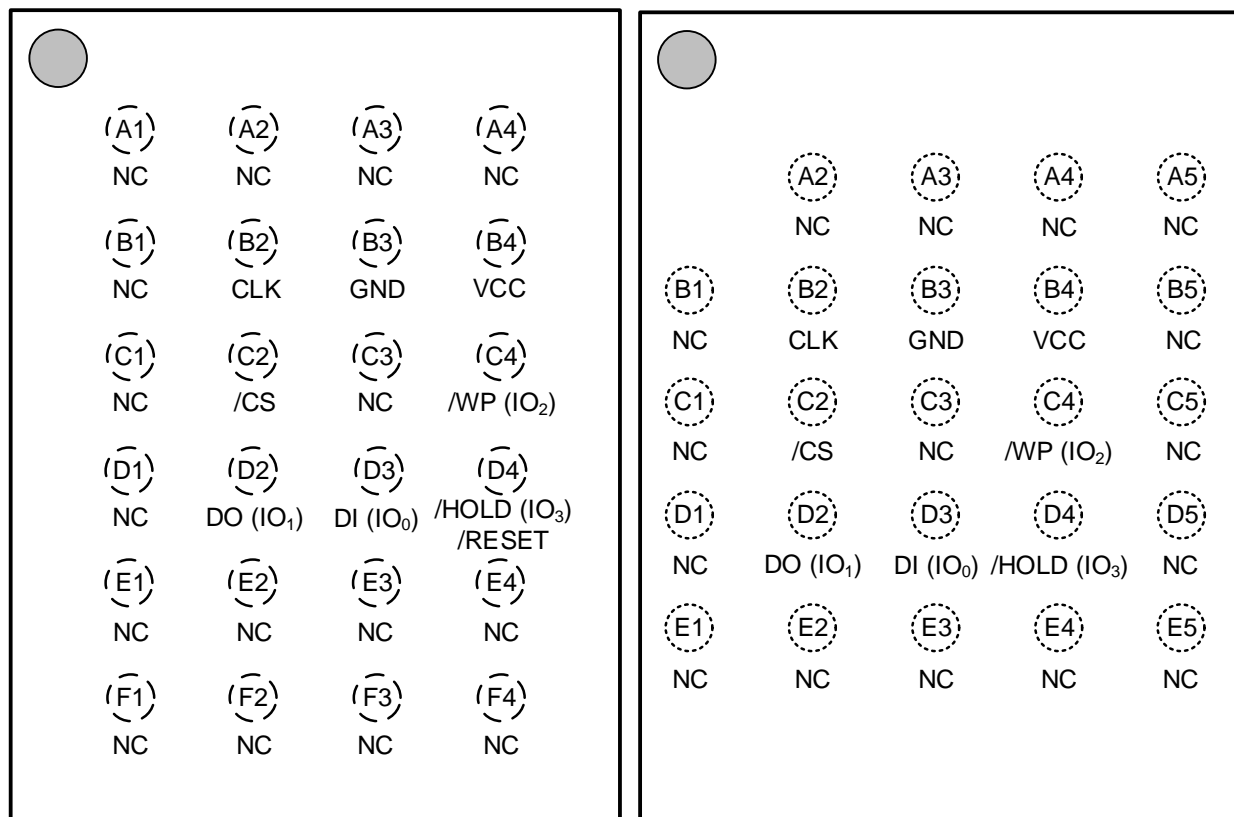 A1 A2 A3 A4
NC NC NC NC
B1 B2 B3 B4
NC CLK GND VCC
C1 C2 C3 C4
NC /CS NC /WP (IO₂)
D1 D2 D3 D4
NC DO (IO₁) DI (IO₀) /HOLD (IO₃)
/RESET
E1 E2 E3 E4
NC NC NC NC
F1 F2 F3 F4
NC NC NC NC
A2 A3 A4 A5
NC NC NC NC
B1 B2 B3 B4 B5
NC CLK GND VCC NC
C1 C2 C3 C4 C5
NC /CS NC /WP (IO₂) NC
D1 D2 D3 D4 D5
NC DO (IO₁) DI (IO₀) /HOLD (IO₃) NC
E1 E2 E3 E4 E5
NC NC NC NC NC